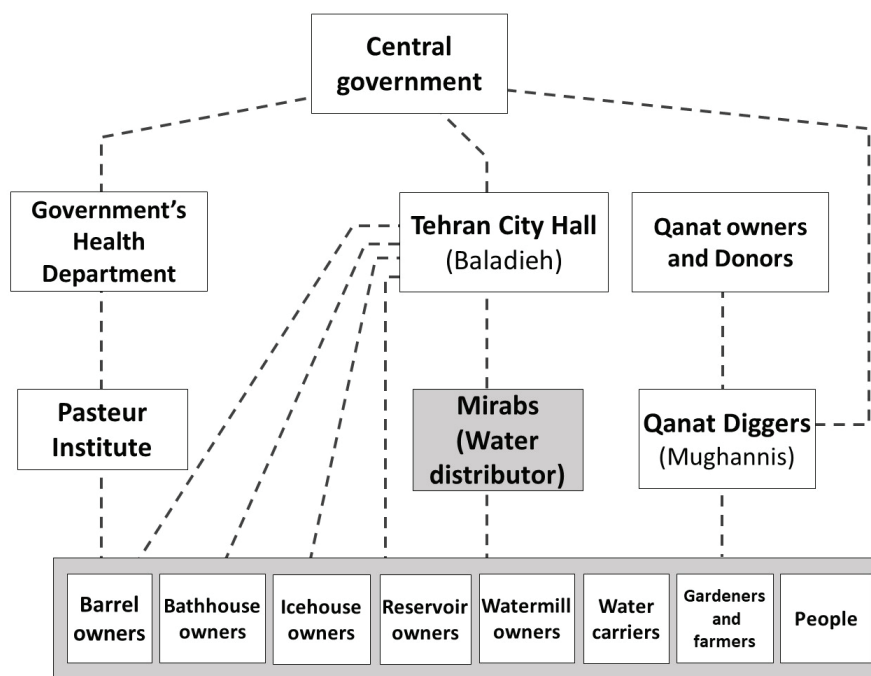 Central
government
Government’s
Health
Department
Tehran City Hall
(Baladieh)
Qanat owners
and Donors
Pasteur
Institute
Mirabs
(Water
distributor)
Qanat Diggers
(Mughannis)
Barrel
owners
Bathhouse
owners
Icehouse
owners
Reservoir
owners
Watermill
owners
Water
carriers
Gardeners
and
farmers
People